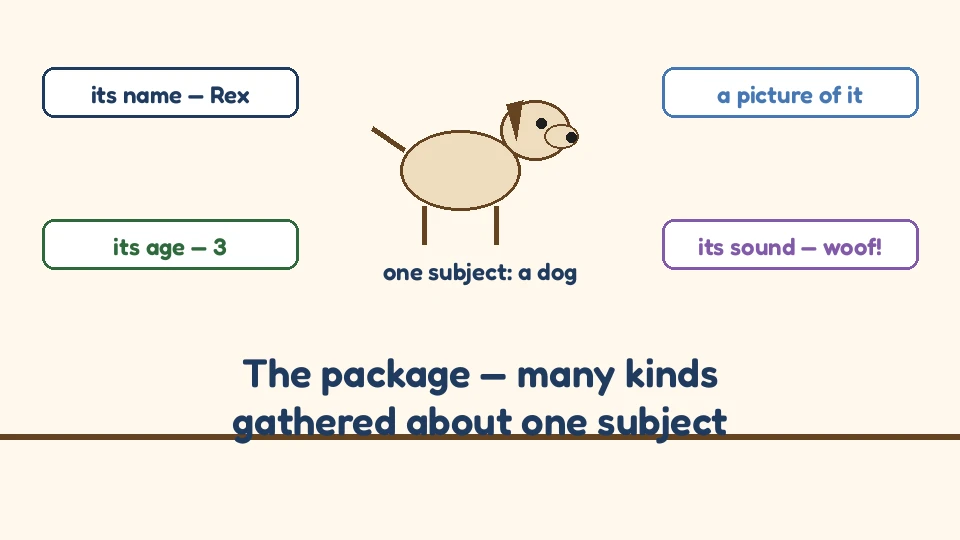 its name — Rex
a picture of it
its age — 3
its sound — woof!
one subject: a dog
The package — many kinds
gathered about one subject